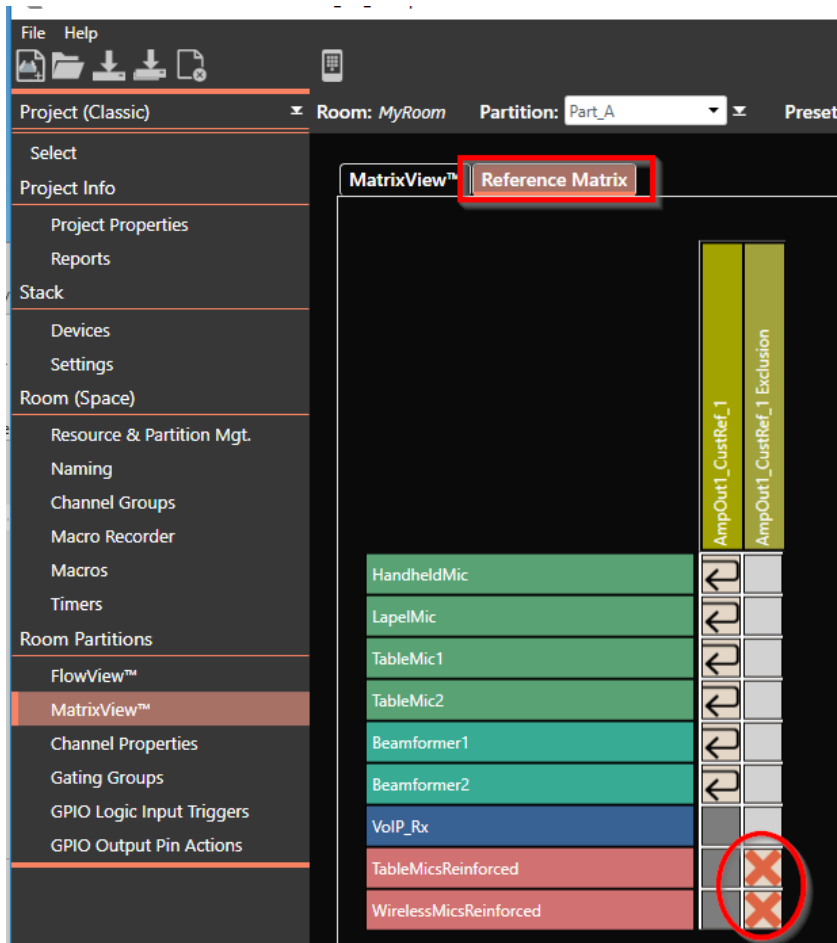 File Help
Project (Classic)
Room: MyRoom Partition: Part_A Preset
Select
Project Info
Project Properties
Reports
Stack
Devices
Settings
Room (Space)
Resource & Partition Mgt.
Naming
Channel Groups
Macro Recorder
Macros
Timers
Room Partitions
FlowView™
MatrixView™
Channel Properties
Gating Groups
GPIO Logic Input Triggers
GPIO Output Pin Actions
MatrixView™ Reference Matrix
AmpOut1_CustRef_1
AmpOut1_CustRef_1 Exclusion
HandheldMic
LapelMic
TableMic1
TableMic2
Beamformer1
Beamformer2
VoIP_Rx
TableMicsReinforced
WirelessMicsReinforced